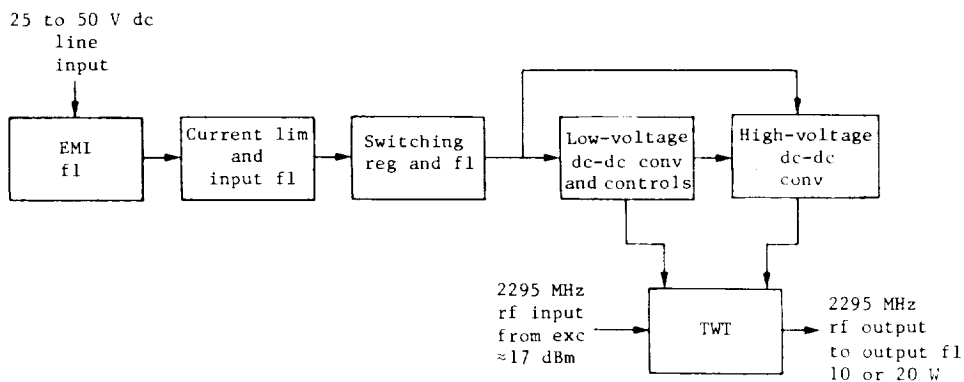 25 to 50 V dc
line
input
EMI
fl
Current lim
and
input fl
Switching
reg and fl
Low-voltage
dc-dc conv
and controls
High-voltage
dc-dc
conv
2295 MHz
rf input
from exc
≈17 dBm
TWT
2295 MHz
rf output
to output fl
10 or 20 W